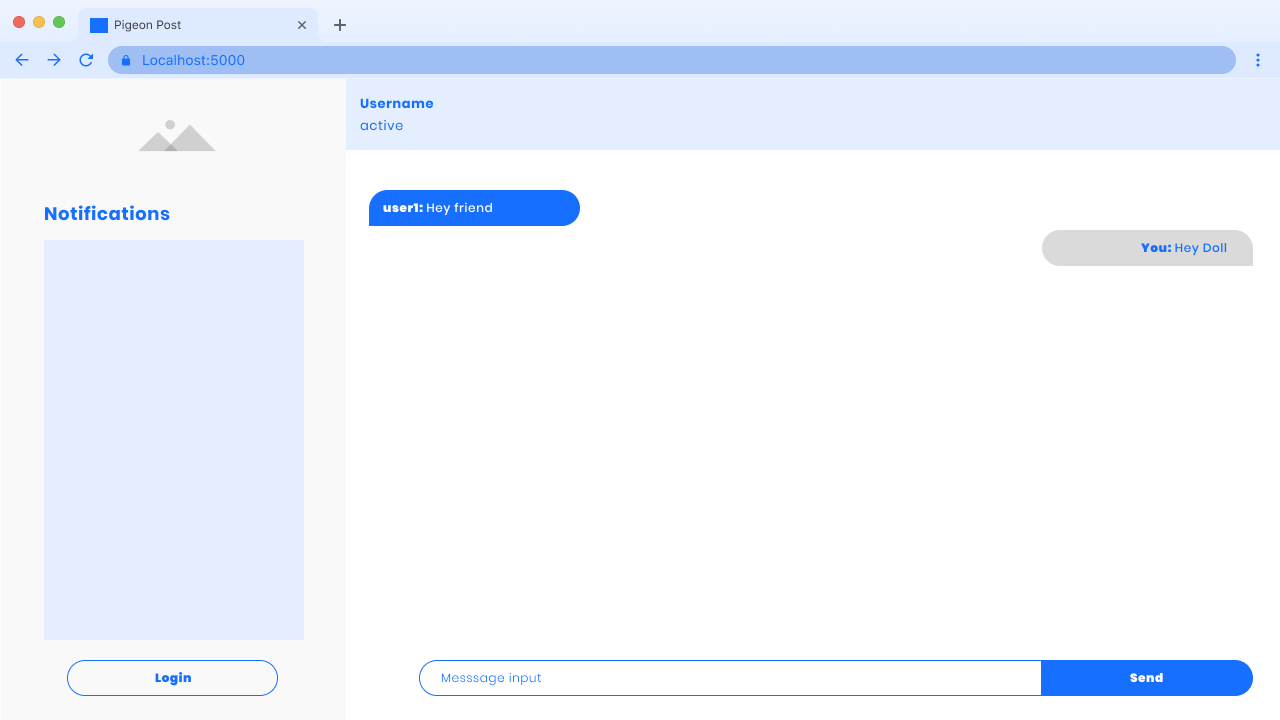 Pigeon Post
Localhost:5000
Username
active
Notifications
user1: Hey friend
You: Hey Doll
Login
Messsage input
Send